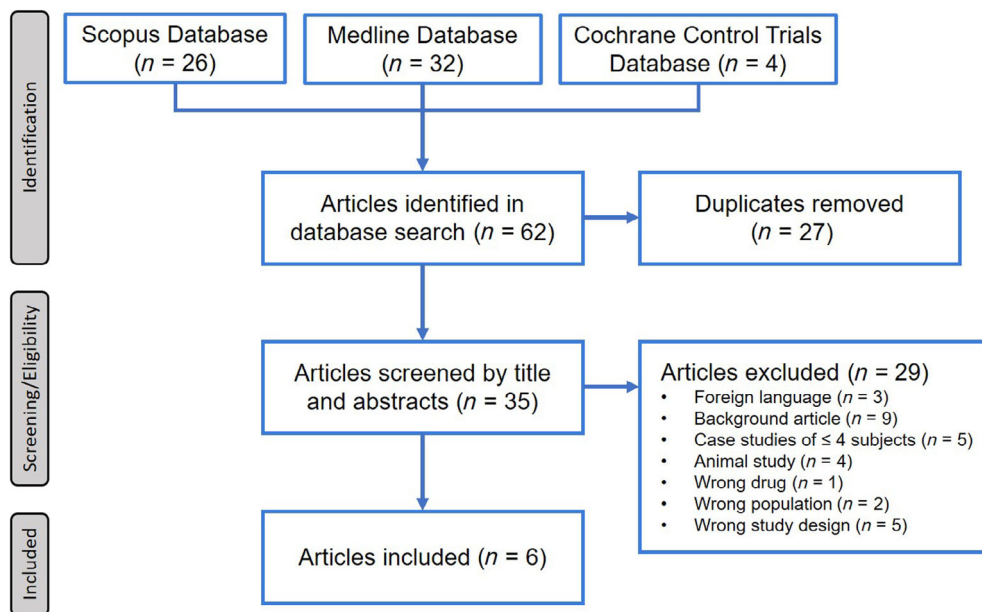 Identification
Scopus Database
(n = 26)
Medline Database
(n = 32)
Cochrane Control Trials
Database (n = 4)
Articles identified in
database search (n = 62)
Duplicates removed
(n = 27)
Screening/Eligibility
Articles screened by title
and abstracts (n = 35)
Articles excluded (n = 29)
• Foreign language (n = 3)
• Background article (n = 9)
• Case studies of ≤ 4 subjects (n = 5)
• Animal study (n = 4)
• Wrong drug (n = 1)
• Wrong population (n = 2)
• Wrong study design (n = 5)
Included
Articles included (n = 6)